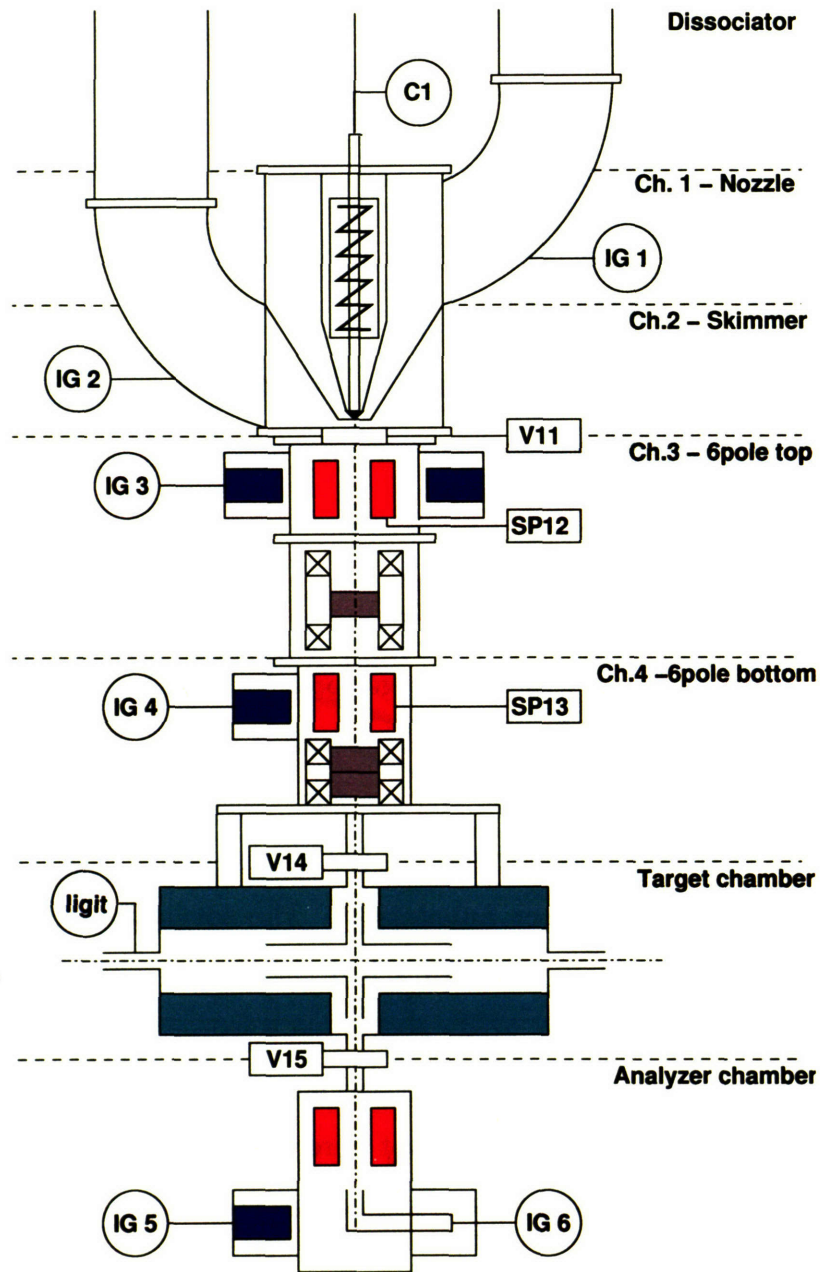 Dissociator
C1
Ch. 1 – Nozzle
IG 1
Ch.2 – Skimmer
IG 2
V11
Ch.3 – 6pole top
IG 3
SP12
Ch.4 –6pole bottom
IG 4
SP13
V14
Target chamber
ligit
V15
Analyzer chamber
IG 5
IG 6